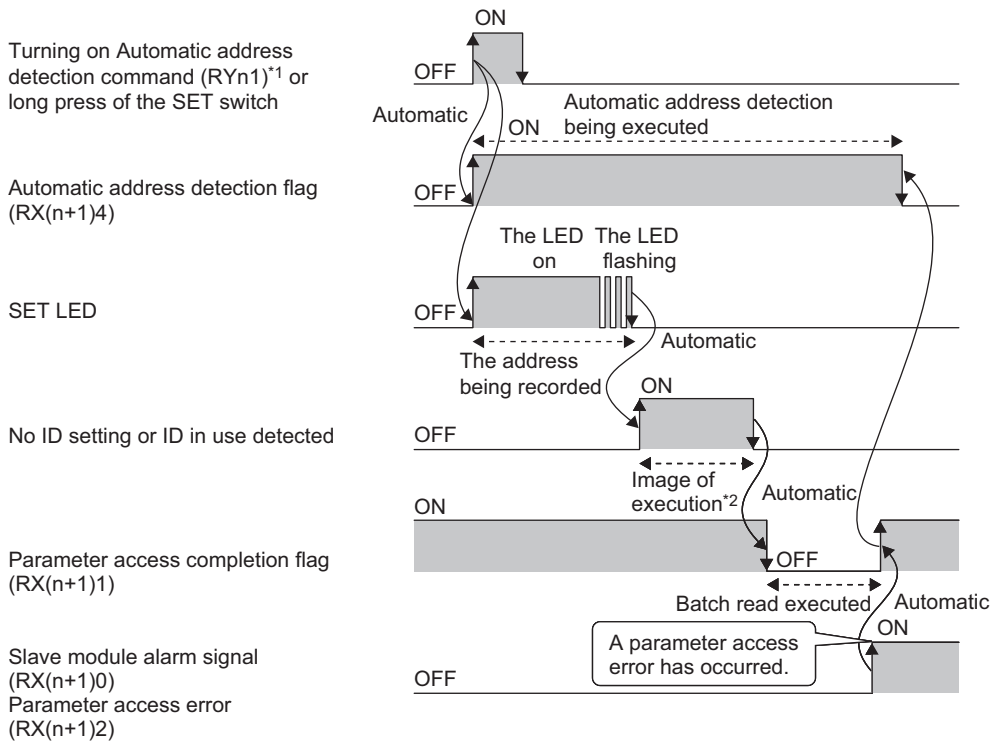 ON
Turning on Automatic address
detection command (RYn1)*1 or
long press of the SET switch
OFF
Automatic
Automatic address detection
being executed
ON
Automatic address detection flag
(RX(n+1)4)
OFF
The LED
on
The LED
flashing
SET LED
OFF
Automatic
The address
being recorded
ON
No ID setting or ID in use detected
OFF
Image of
execution*2
Automatic
ON
Parameter access completion flag
(RX(n+1)1)
OFF
Batch read executed
Automatic
ON
A parameter access
error has occurred.
Slave module alarm signal
(RX(n+1)0)
Parameter access error
(RX(n+1)2)
OFF